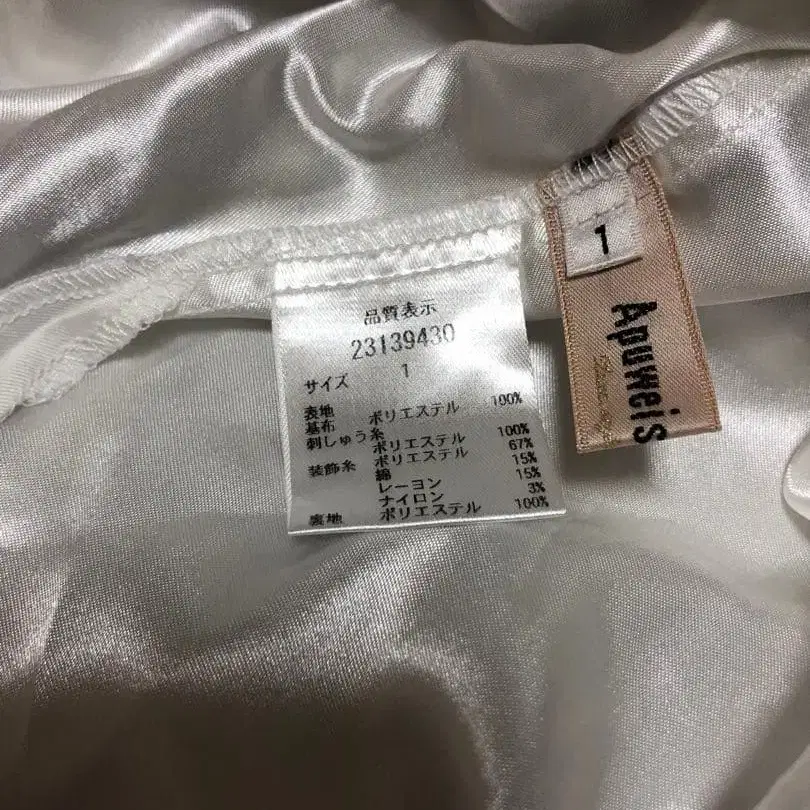 品質表示
23139430
サイズ 1
表地
基布 ポリエステル 100%
刺しゅう糸
ポリエステル 100%
装飾糸 ポリエステル 67%
綿 15%
レーヨン 15%
ナイロン 3%
裏地 ポリエステル 100%
1
Apuweis